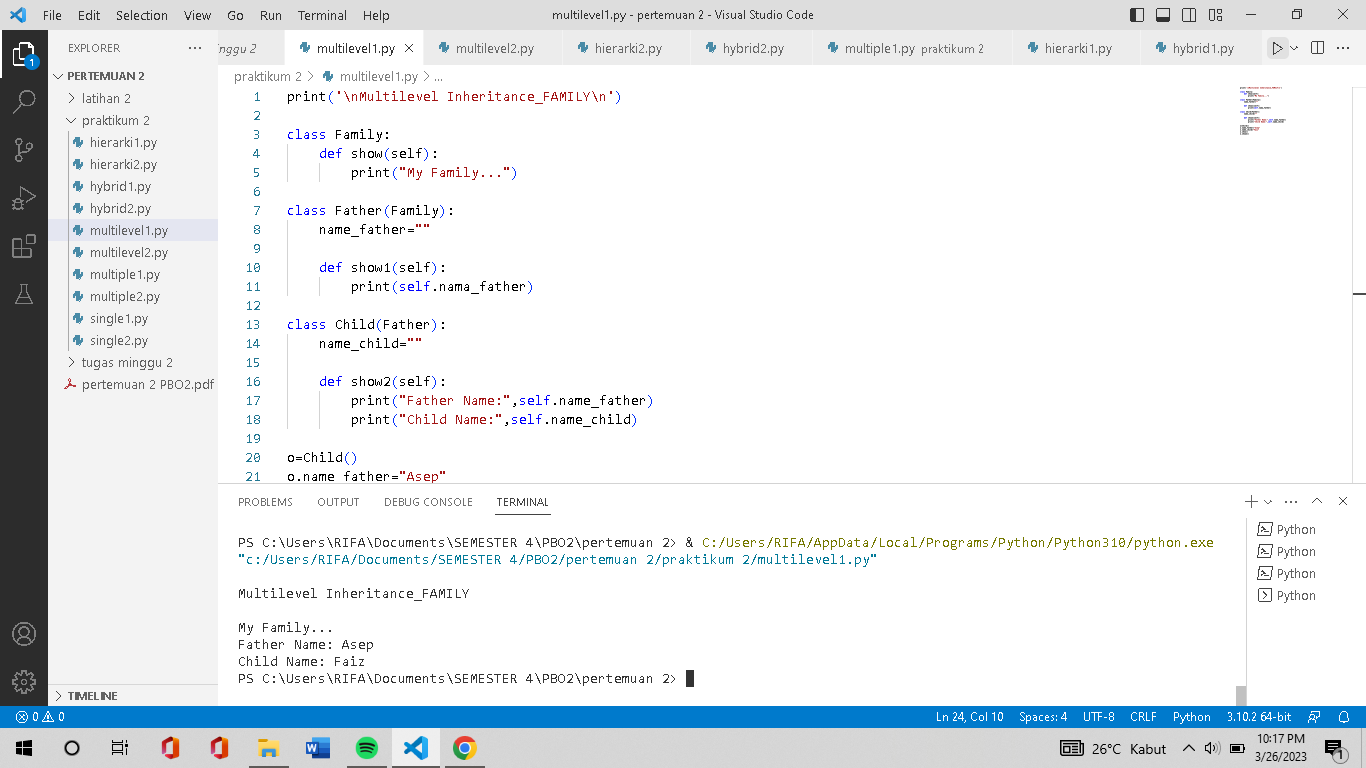 File Edit Selection View Go Run Terminal Help
multilevel1.py - pertemuan 2 - Visual Studio Code
EXPLORER
nggu 2 multilevel1.py multilevel2.py hierarki2.py hybrid2.py multiple1.py praktikum 2 hierarki1.py hybrid1.py
1
PERTEMUAN 2
latihan 2
praktikum 2
hierarki1.py
hierarki2.py
hybrid1.py
hybrid2.py
multilevel1.py
multilevel2.py
multiple1.py
multiple2.py
single1.py
single2.py
tugas minggu 2
pertemuan 2 PBO2.pdf
TIMELINE
praktikum 2 > multilevel1.py > ...
1 print('\nMultilevel Inheritance_FAMILY\n')
2
3 class Family:
4 def show(self):
5 print("My Family...")
6
7 class Father(Family):
8 name_father=""
9
10 def show1(self):
11 print(self.nama_father)
12
13 class Child(Father):
14 name_child=""
15
16 def show2(self):
17 print("Father Name:",self.name_father)
18 print("Child Name:",self.name_child)
19
20 o=Child()
21 o.name_father="Asep"
PROBLEMS OUTPUT DEBUG CONSOLE TERMINAL
PS C:\Users\RIFA\Documents\SEMESTER 4\PBO2\pertemuan 2> & C:/Users/RIFA/AppData/Local/Programs/Python/Python310/python.exe
"c:/Users/RIFA/Documents/SEMESTER 4/PBO2/pertemuan 2/praktikum 2/multilevel1.py"
Multilevel Inheritance_FAMILY
My Family...
Father Name: Asep
Child Name: Faiz
PS C:\Users\RIFA\Documents\SEMESTER 4\PBO2\pertemuan 2>
Python
Python
Python
Python
0 0 Ln 24, Col 10 Spaces: 4 UTF-8 CRLF Python 3.10.2 64-bit
26°C Kabut
10:17 PM
3/26/2023
1